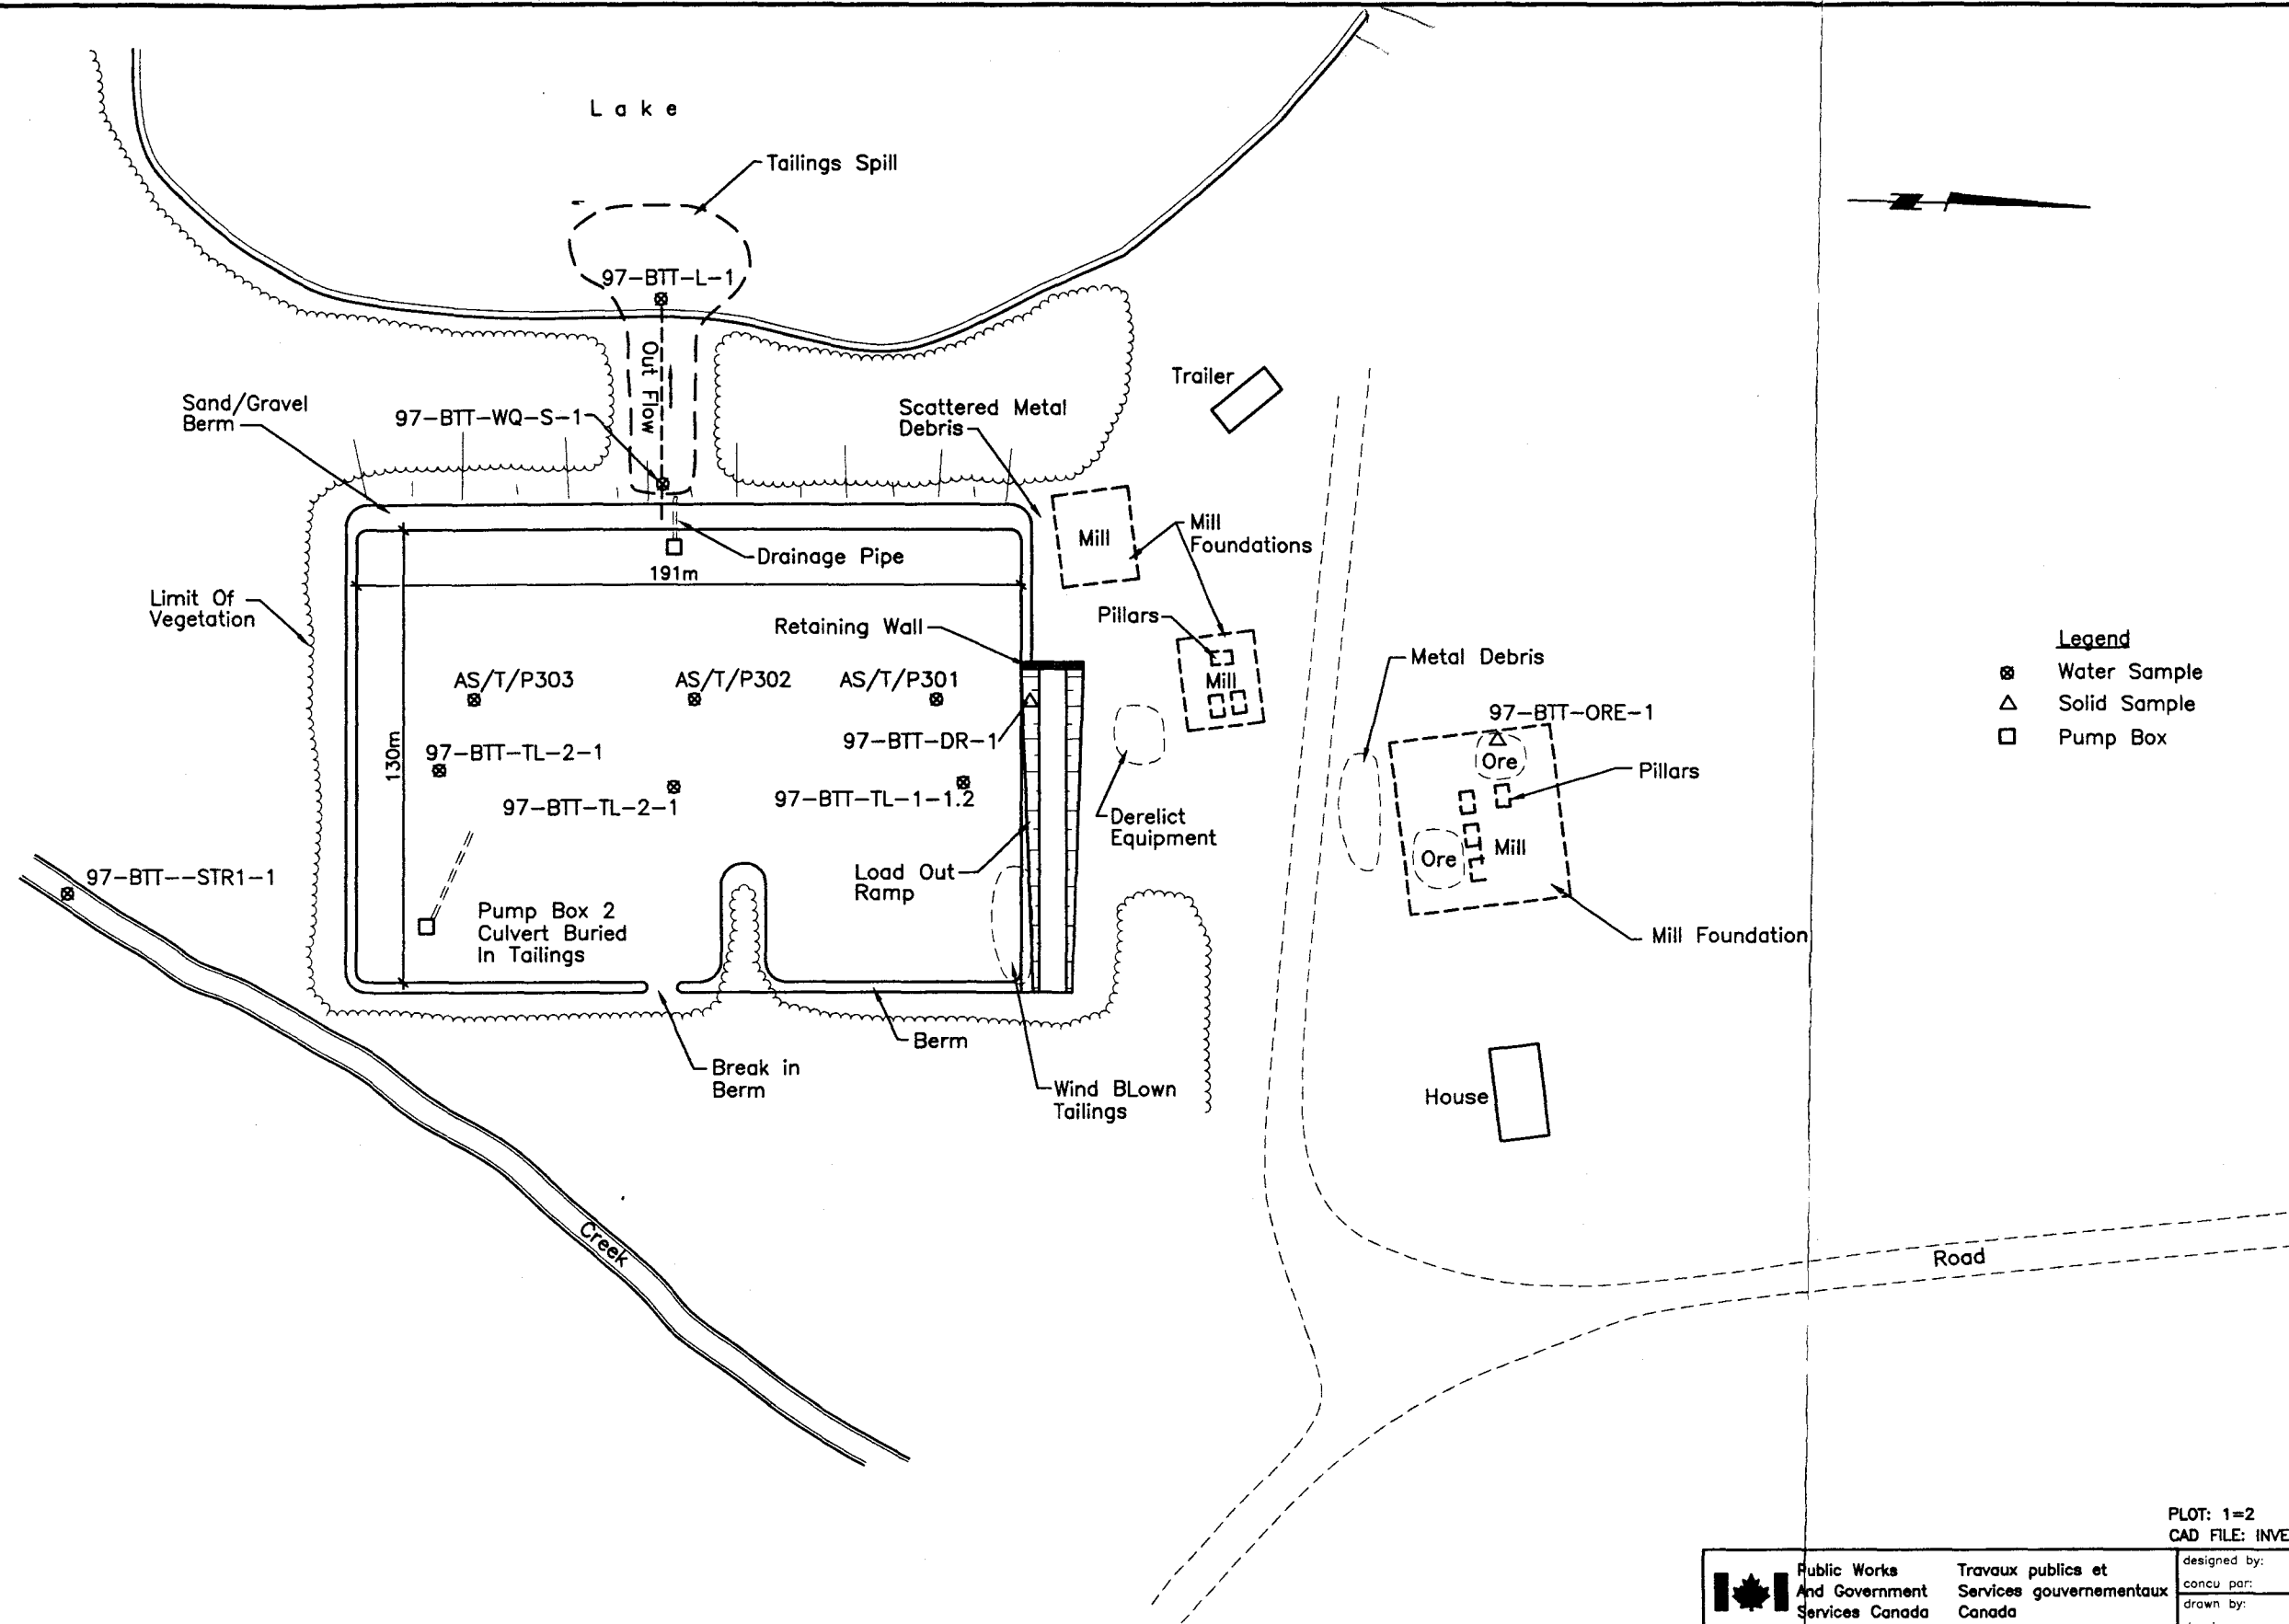 Lake
Tailings Spill
97-BTT-L-1
Out Flow
Trailer
Sand/Gravel
Berm
97-BTT-WQ-S-1
Scattered Metal
Debris
Mill
Mill
Foundations
Drainage Pipe
191m
Limit Of
Vegetation
Retaining Wall
Pillars
Metal Debris
Legend
Water Sample
Solid Sample
Pump Box
AS/T/P303
AS/T/P302
AS/T/P301
Mill
97-BTT-ORE-1
97-BTT-DR-1
130m
97-BTT-TL-2-1
Ore
Pillars
97-BTT-TL-2-1
97-BTT-TL-1-1.2
Derelict
Equipment
Ore
Mill
97-BTT--STR1-1
Load Out
Ramp
Pump Box 2
Culvert Buried
In Tailings
Mill Foundation
Berm
Break in
Berm
Wind BLown
Tailings
House
Creek
Road
PLOT: 1=2
CAD FILE: INVE
Public Works
And Government
Services Canada
Travaux publics et
Services gouvernementaux
Canada
designed by:
concu par:
drawn by: